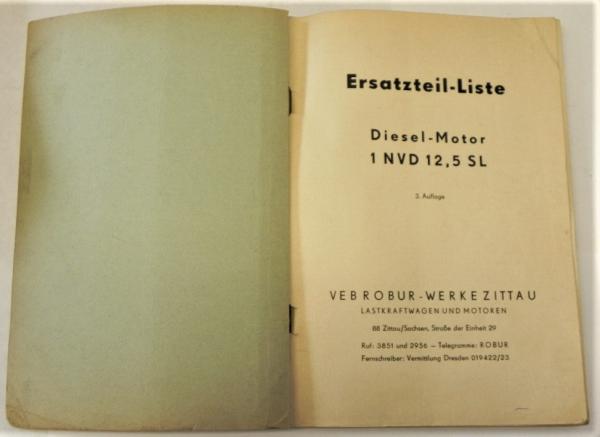 Ersatzteil-Liste
Diesel-Motor
1 NVD 12,5 SL
3. Auflage
VEB ROBUR-WERKE ZITTAU
LASTKRAFTWAGEN UND MOTOREN
88 Zittau/Sachsen, Straße der Einheit 29
Ruf: 3851 und 2956 — Telegramme: ROBUR
Fernschreiber: Vermittlung Dresden 019422/23